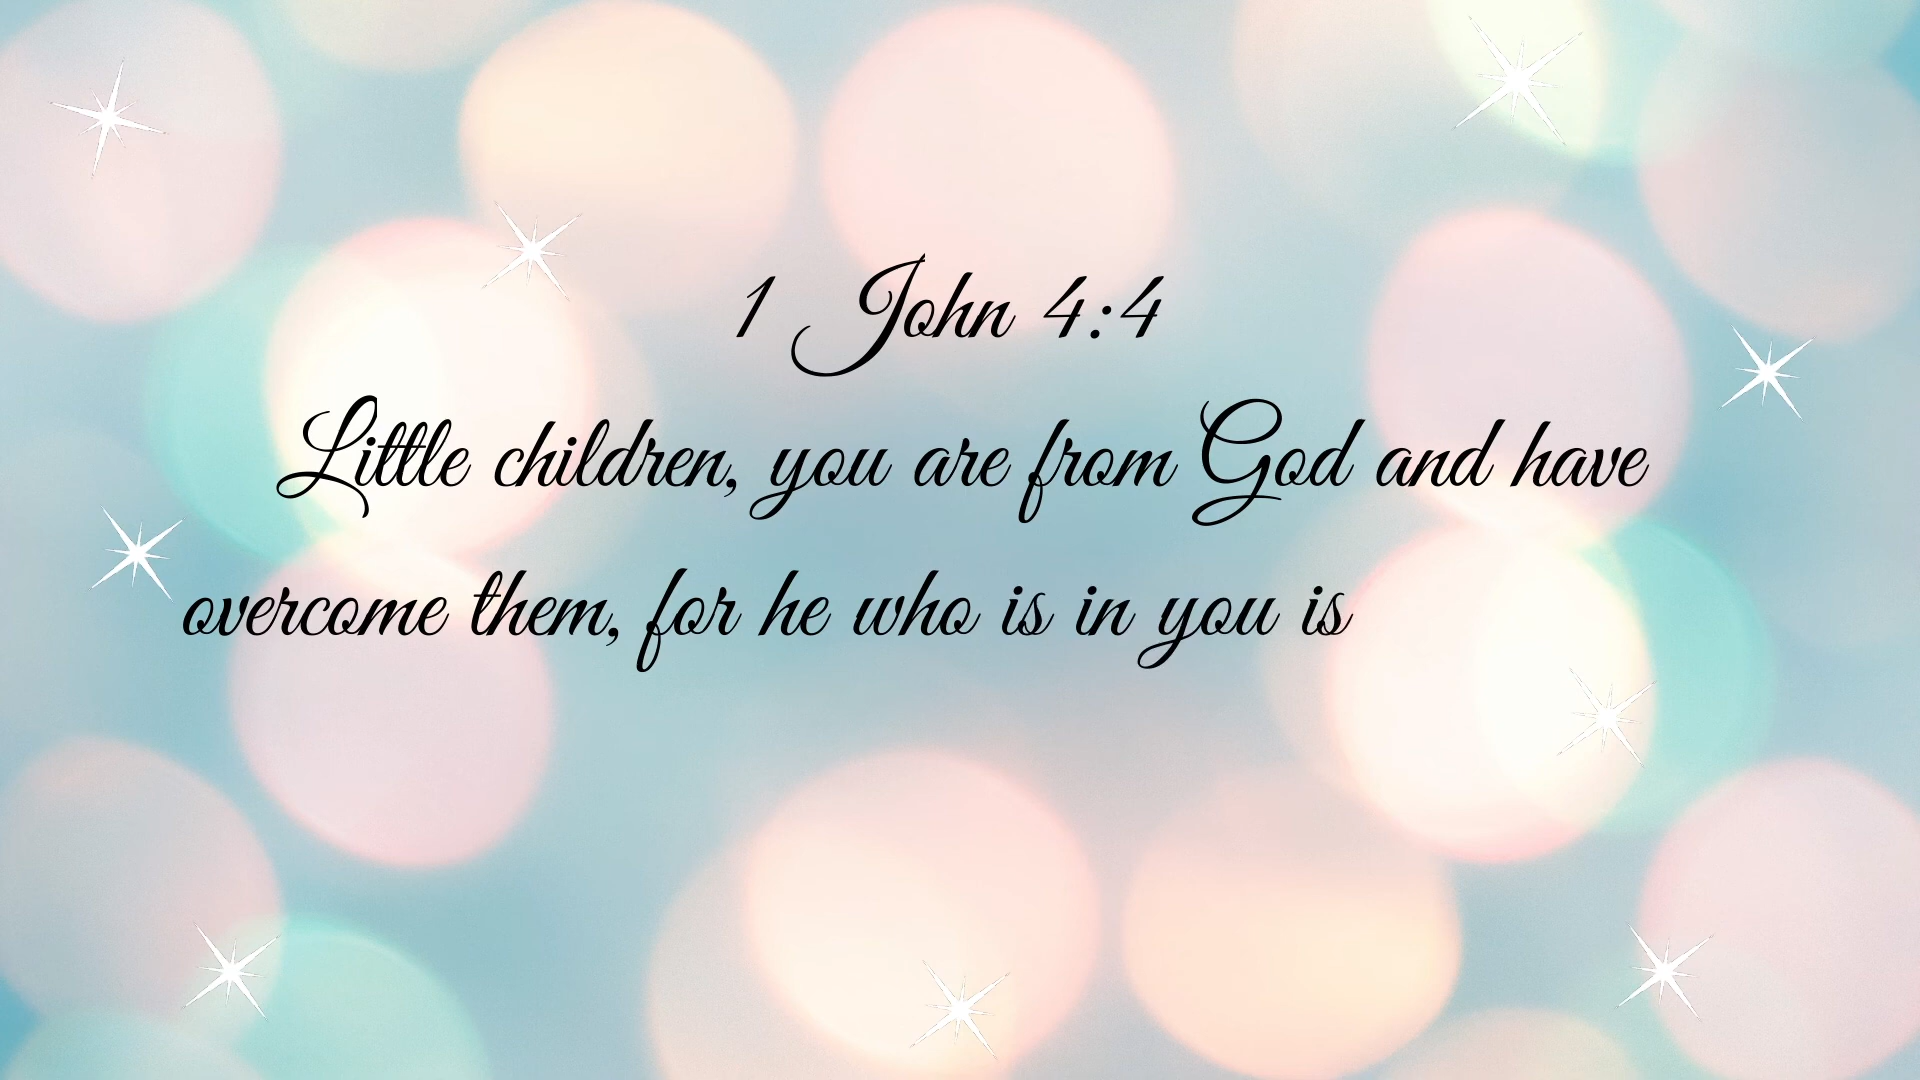 1 John 4:4
Little children, you are from God and have
overcome them, for he who is in you is